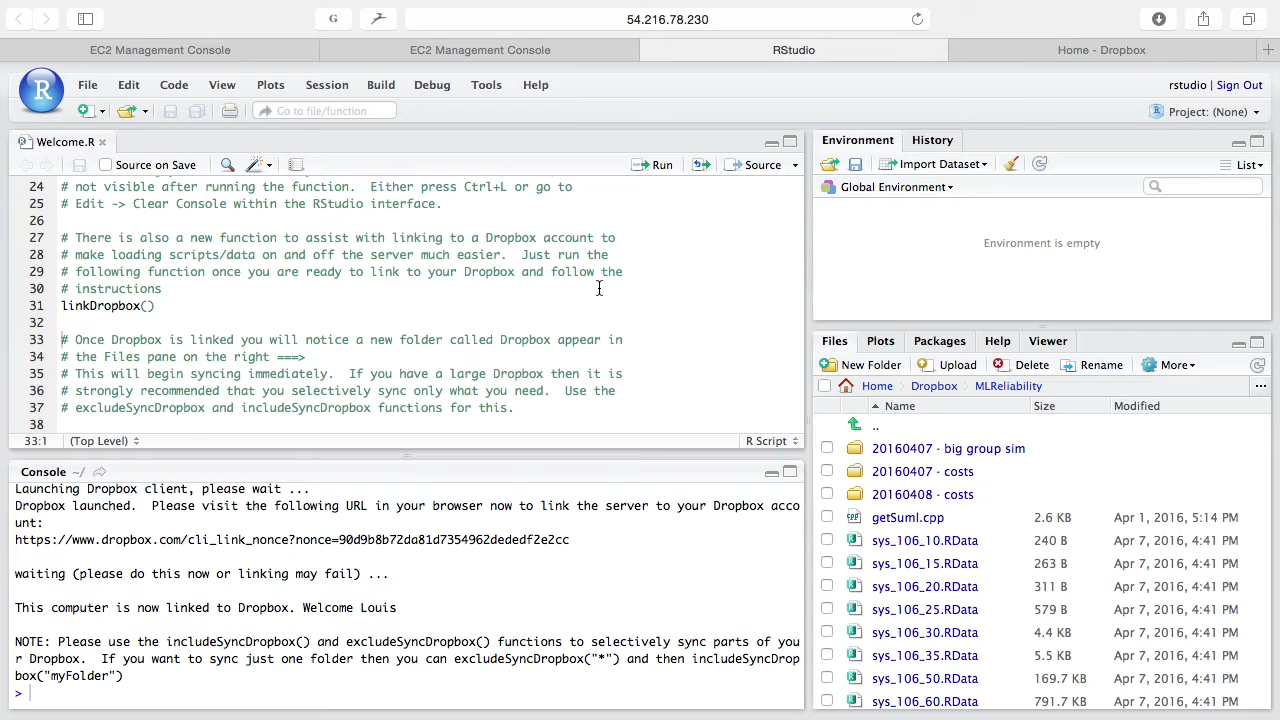 G
54.216.78.230
EC2 Management Console
EC2 Management Console
RStudio
Home - Dropbox
R
File Edit Code View Plots Session Build Debug Tools Help
rstudio | Sign Out
Go to file/function
Project: (None)
Welcome.R
Source on Save
Run
Source
24 # not visible after running the function. Either press Ctrl+L or go to
25 # Edit -> Clear Console within the RStudio interface.
26
27 # There is also a new function to assist with linking to a Dropbox account to
28 # make loading scripts/data on and off the server much easier. Just run the
29 # following function once you are ready to link to your Dropbox and follow the
30 # instructions
31 linkDropbox()
32
33 # Once Dropbox is linked you will notice a new folder called Dropbox appear in
34 # the Files pane on the right ===>
35 # This will begin syncing immediately. If you have a large Dropbox then it is
36 # strongly recommended that you selectively sync only what you need. Use the
37 # excludeSyncDropbox and includeSyncDropbox functions for this.
38
33:1 (Top Level) R Script
Console ~/
Launching Dropbox client, please wait ...
Dropbox launched. Please visit the following URL in your browser now to link the server to your Dropbox acco
unt:
https://www.dropbox.com/cli_link_nonce?nonce=90d9b8b72da81d7354962dededf2e2cc
waiting (please do this now or linking may fail) ...
This computer is now linked to Dropbox. Welcome Louis
NOTE: Please use the includeSyncDropbox() and excludeSyncDropbox() functions to selectively sync parts of you
r Dropbox. If you want to sync just one folder then you can excludeSyncDropbox("*") and then includeSyncDrop
box("myFolder")
>
Environment History
Import Dataset
List
Global Environment
Environment is empty
Files Plots Packages Help Viewer
New Folder Upload Delete Rename More
Home Dropbox MLReliability ...
Name Size Modified
..
20160407 - big group sim
20160407 - costs
20160408 - costs
getSuml.cpp 2.6 KB Apr 1, 2016, 5:14 PM
sys_106_10.RData 240 B Apr 7, 2016, 4:41 PM
sys_106_15.RData 263 B Apr 7, 2016, 4:41 PM
sys_106_20.RData 311 B Apr 7, 2016, 4:41 PM
sys_106_25.RData 579 B Apr 7, 2016, 4:41 PM
sys_106_30.RData 4.4 KB Apr 7, 2016, 4:41 PM
sys_106_35.RData 5.5 KB Apr 7, 2016, 4:41 PM
sys_106_50.RData 169.7 KB Apr 7, 2016, 4:41 PM
sys_106_60.RData 791.7 KB Apr 7, 2016, 4:41 PM